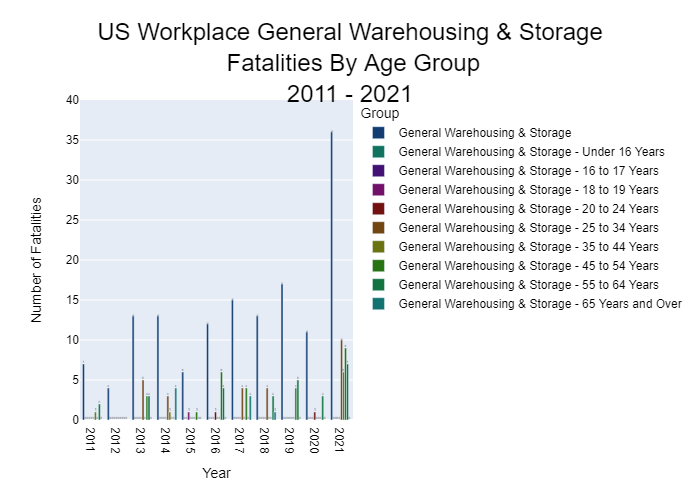 US Workplace General Warehousing & Storage
Fatalities By Age Group
2011 - 2021
Group
General Warehousing & Storage
General Warehousing & Storage - Under 16 Years
General Warehousing & Storage - 16 to 17 Years
General Warehousing & Storage - 18 to 19 Years
General Warehousing & Storage - 20 to 24 Years
General Warehousing & Storage - 25 to 34 Years
General Warehousing & Storage - 35 to 44 Years
General Warehousing & Storage - 45 to 54 Years
General Warehousing & Storage - 55 to 64 Years
General Warehousing & Storage - 65 Years and Over
Number of Fatalities
40
35
30
25
20
15
10
5
0
2011
2012
2013
2014
2015
2016
2017
2018
2019
2020
2021
Year